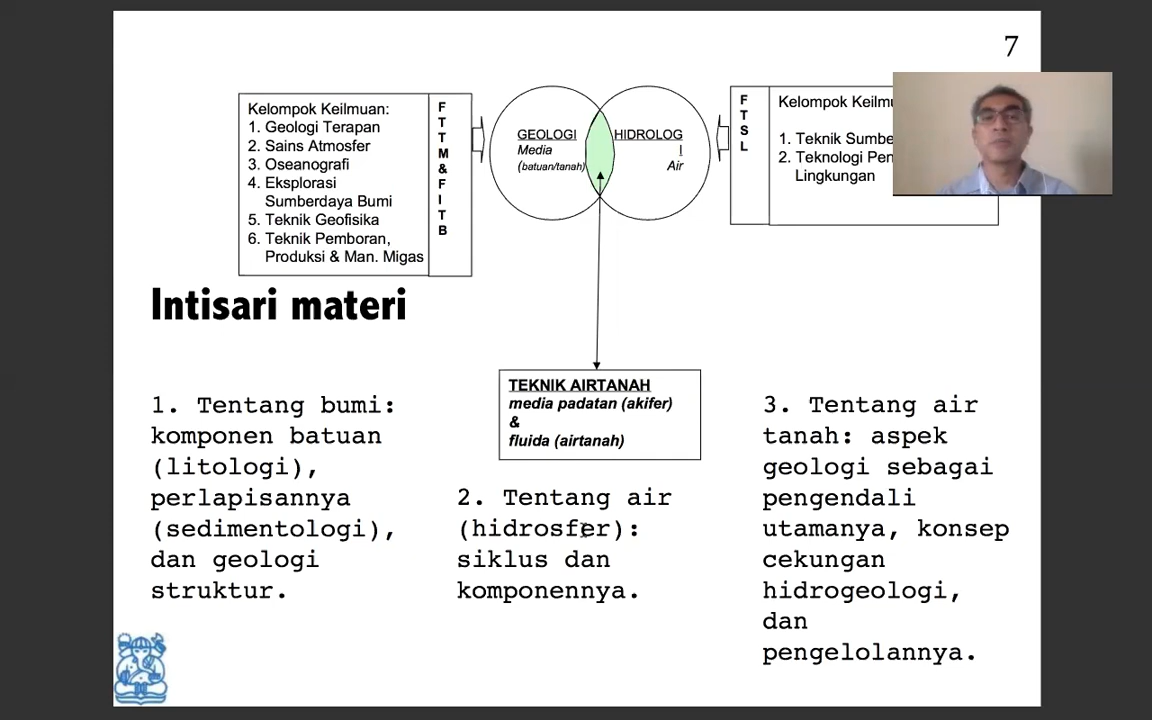 7
Kelompok Keilmuan:
1. Geologi Terapan
2. Sains Atmosfer
3. Oseanografi
4. Eksplorasi
Sumberdaya Bumi
5. Teknik Geofisika
6. Teknik Pemboran,
Produksi & Man. Migas
F
T
T
M
&
F
I
T
B
GEOLOGI
Media
(batuan/tanah)
HIDROLOG
I
Air
F
T
S
L
Kelompok
1. Teknik
2. Teknologi
Lingkungan
Intisari materi
TEKNIK AIRTANAH
media padatan (akifer)
&
fluida (airtanah)
1. Tentang bumi:
komponen batuan
(litologi),
perlapisannya
(sedimentologi),
dan geologi
struktur.
2. Tentang air
(hidrosfer):
siklus dan
komponennya.
3. Tentang air
tanah: aspek
geologi sebagai
pengendali
utamanya, konsep
cekungan
hidrogeologi,
dan
pengelolannya.